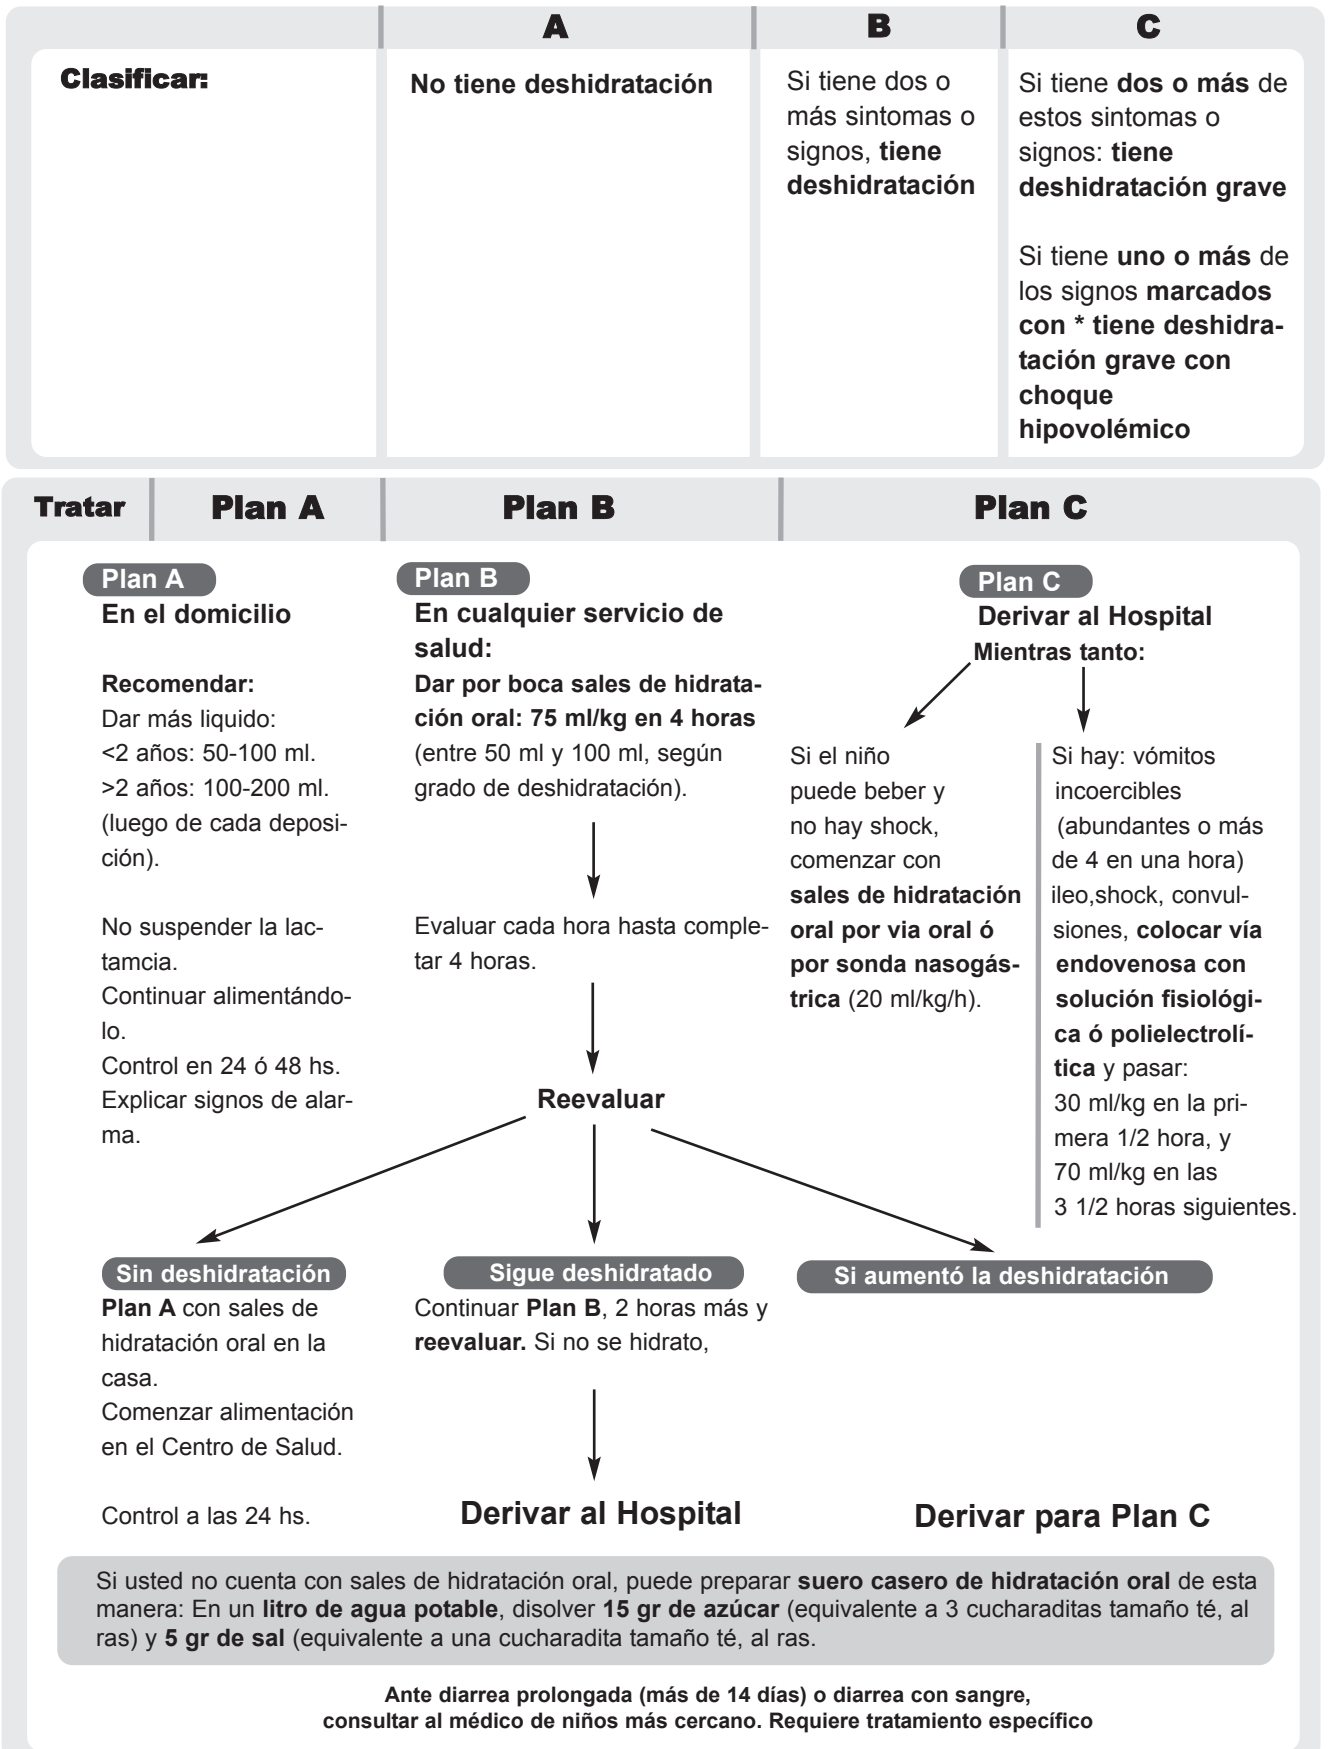 A
B
C
Clasificar:
No tiene deshidratación
Si tiene dos o
más sintomas o
signos, tiene
deshidratación
Si tiene dos o más de
estos sintomas o
signos: tiene
deshidratación grave
Si tiene uno o más de
los signos marcados
con * tiene deshidra-
tación grave con
choque
hipovolémico
Tratar
Plan A
Plan B
Plan C
Plan A
En el domicilio
Recomendar:
Dar más liquido:
<2 años: 50-100 ml.
>2 años: 100-200 ml.
(luego de cada deposi-
ción).
No suspender la lac-
tamcia.
Continuar alimentándo-
lo.
Control en 24 ó 48 hs.
Explicar signos de alar-
ma.
Plan B
En cualquier servicio de
salud:
Dar por boca sales de hidrata-
ción oral: 75 ml/kg en 4 horas
(entre 50 ml y 100 ml, según
grado de deshidratación).
Evaluar cada hora hasta comple-
tar 4 horas.
Reevaluar
Plan C
Derivar al Hospital
Mientras tanto:
Si el niño
puede beber y
no hay shock,
comenzar con
sales de hidratación
oral por via oral ó
por sonda nasogás-
trica (20 ml/kg/h).
Si hay: vómitos
incoercibles
(abundantes o más
de 4 en una hora)
ileo,shock, convul-
siones, colocar vía
endovenosa con
solución fisiológi-
ca ó polielectrolí-
tica y pasar:
30 ml/kg en la pri-
mera 1/2 hora, y
70 ml/kg en las
3 1/2 horas siguientes.
Sin deshidratación
Plan A con sales de
hidratación oral en la
casa.
Comenzar alimentación
en el Centro de Salud.
Control a las 24 hs.
Sigue deshidratado
Continuar Plan B, 2 horas más y
reevaluar. Si no se hidrato,
Derivar al Hospital
Si aumentó la deshidratación
Derivar para Plan C
Si usted no cuenta con sales de hidratación oral, puede preparar suero casero de hidratación oral de esta
manera: En un litro de agua potable, disolver 15 gr de azúcar (equivalente a 3 cucharaditas tamaño té, al
ras) y 5 gr de sal (equivalente a una cucharadita tamaño té, al ras.
Ante diarrea prolongada (más de 14 días) o diarrea con sangre,
consultar al médico de niños más cercano. Requiere tratamiento específico